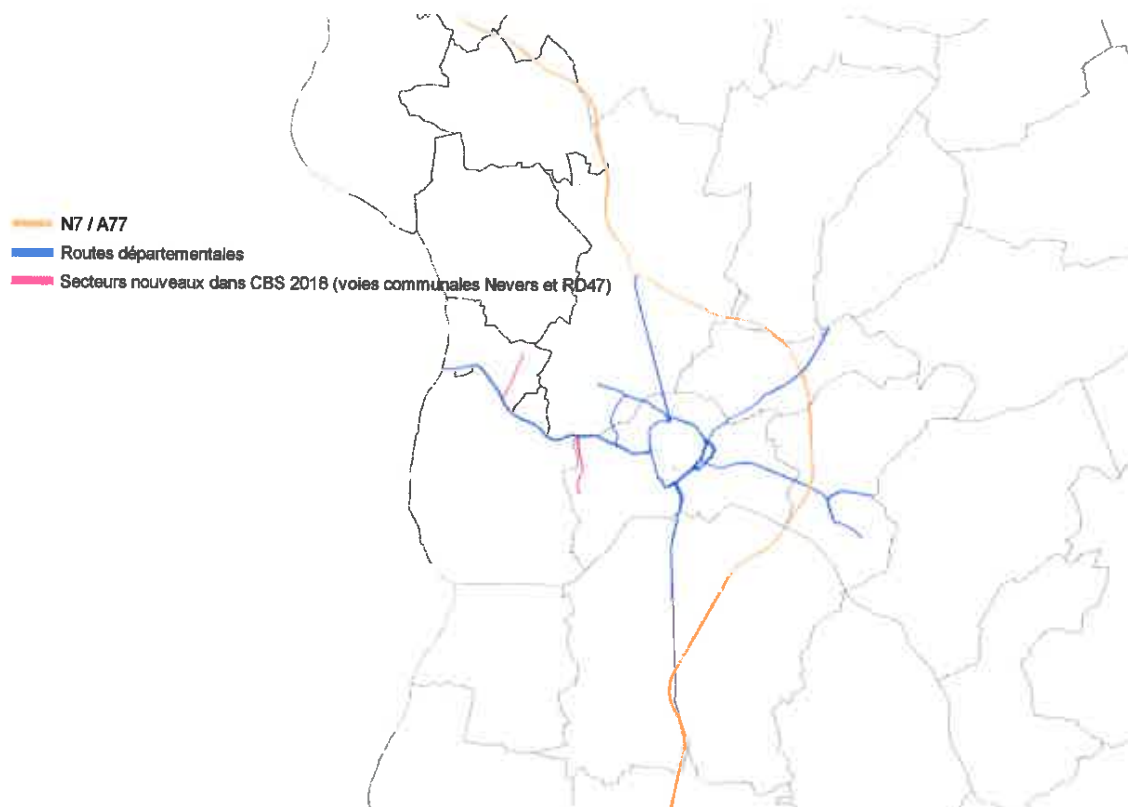 N7 / A77
Routes départementales
Secteurs nouveaux dans CBS 2018 (voies communales Nevers et RD47)